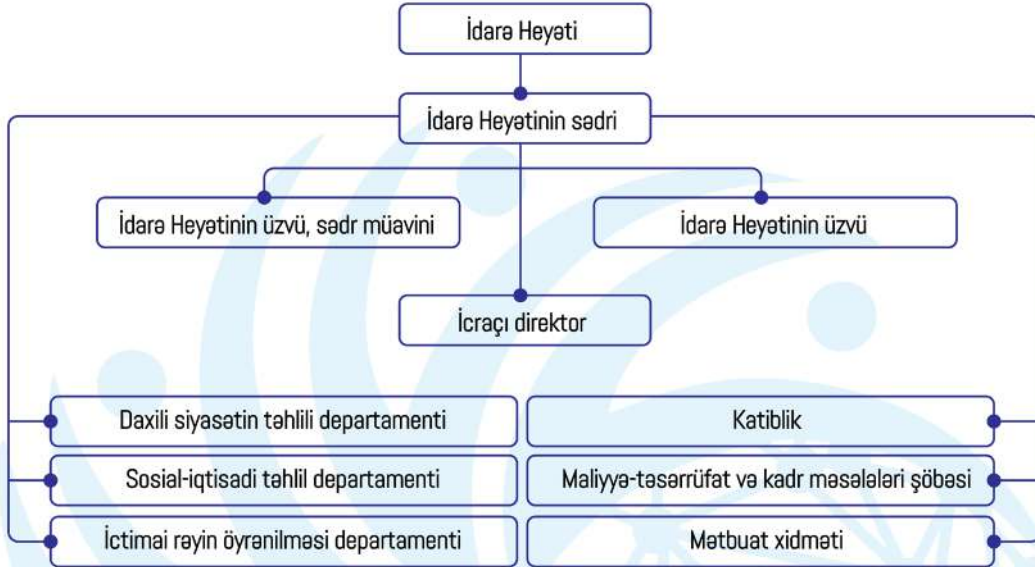 İdarə Heyəti
İdarə Heyətinin sədri
İdarə Heyətinin üzvü, sədr müavini
İdarə Heyətinin üzvü
İcraçı direktor
Daxili siyasətin təhlili departamenti
Katiblik
Sosial-iqtisadi təhlil departamenti
Maliyyə-təsərrüfat və kadr məsələləri şöbəsi
İctimai rəyin öyrənilməsi departamenti
Mətbuat xidməti